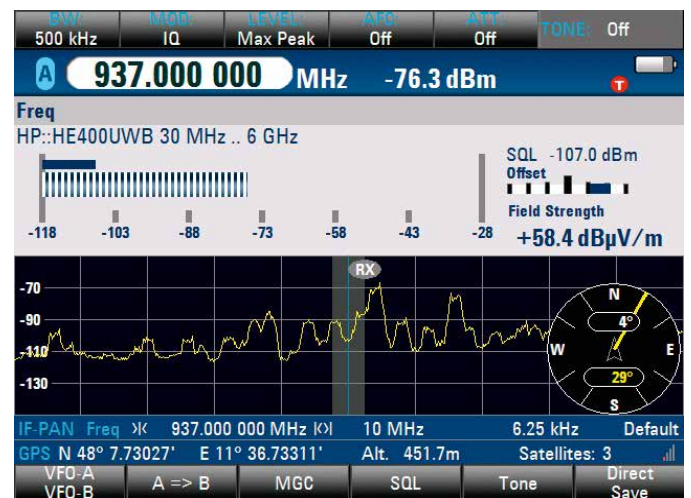 BW: MOD: LEVEL: AFC: ATT: TONE: Off
500 kHz IQ Max Peak Off Off
A 937.000 000 MHz -76.3 dBm T
Freq
HP::HE400UWB 30 MHz .. 6 GHz
SQL -107.0 dBm
Offset
Field Strength
+58.4 dBµV/m
-118 -103 -88 -73 -58 -43 -28
RX
-70
-90
-110
-130
N
4°
W E
29°
S
IF-PAN Freq 937.000 000 MHz 10 MHz 6.25 kHz Default
GPS N 48° 7.73027' E 11° 36.73311' Alt. 451.7m Satellites: 3
VFO-A A => B MGC SQL Tone Direct
VFO-B Save